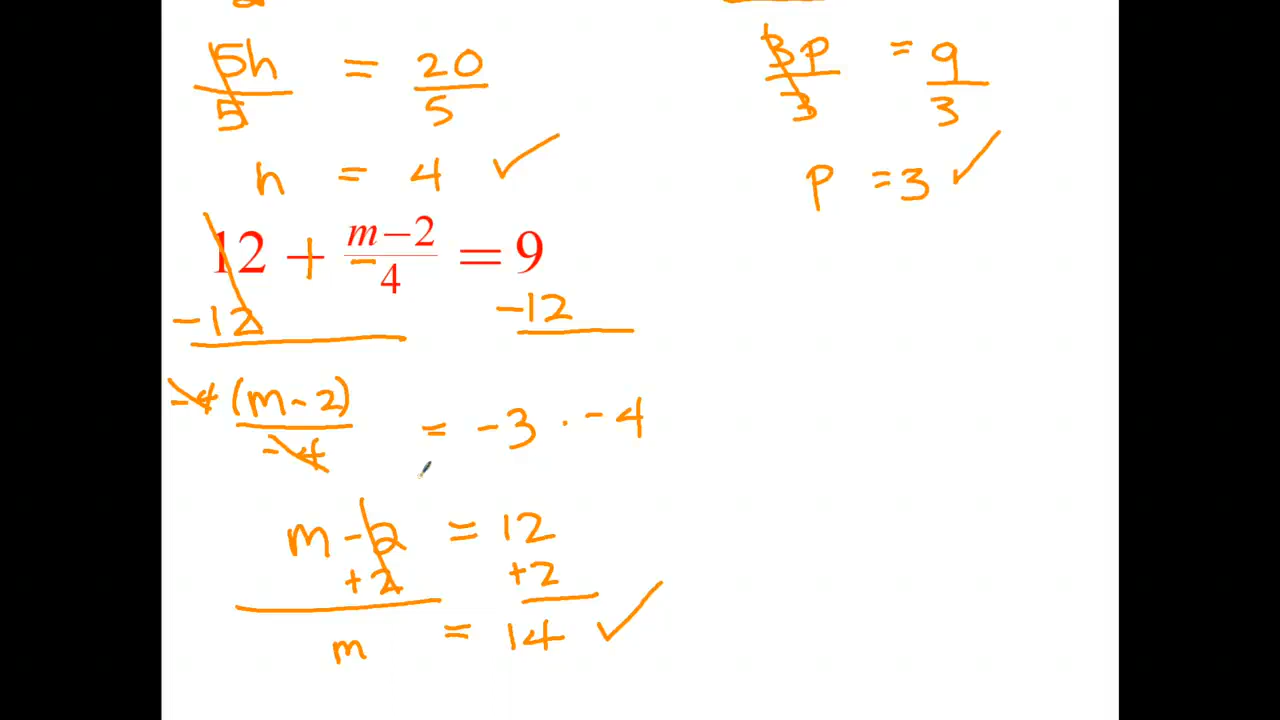 5h = 20
5 5
h = 4 ✓
12 + m−2 = 9
− 4
−12 −12
−4 (m − 2) = −3 · −4
−4
m − 2 = 12
+2 +2
m = 14 ✓
3p = 9
3 3
p = 3 ✓